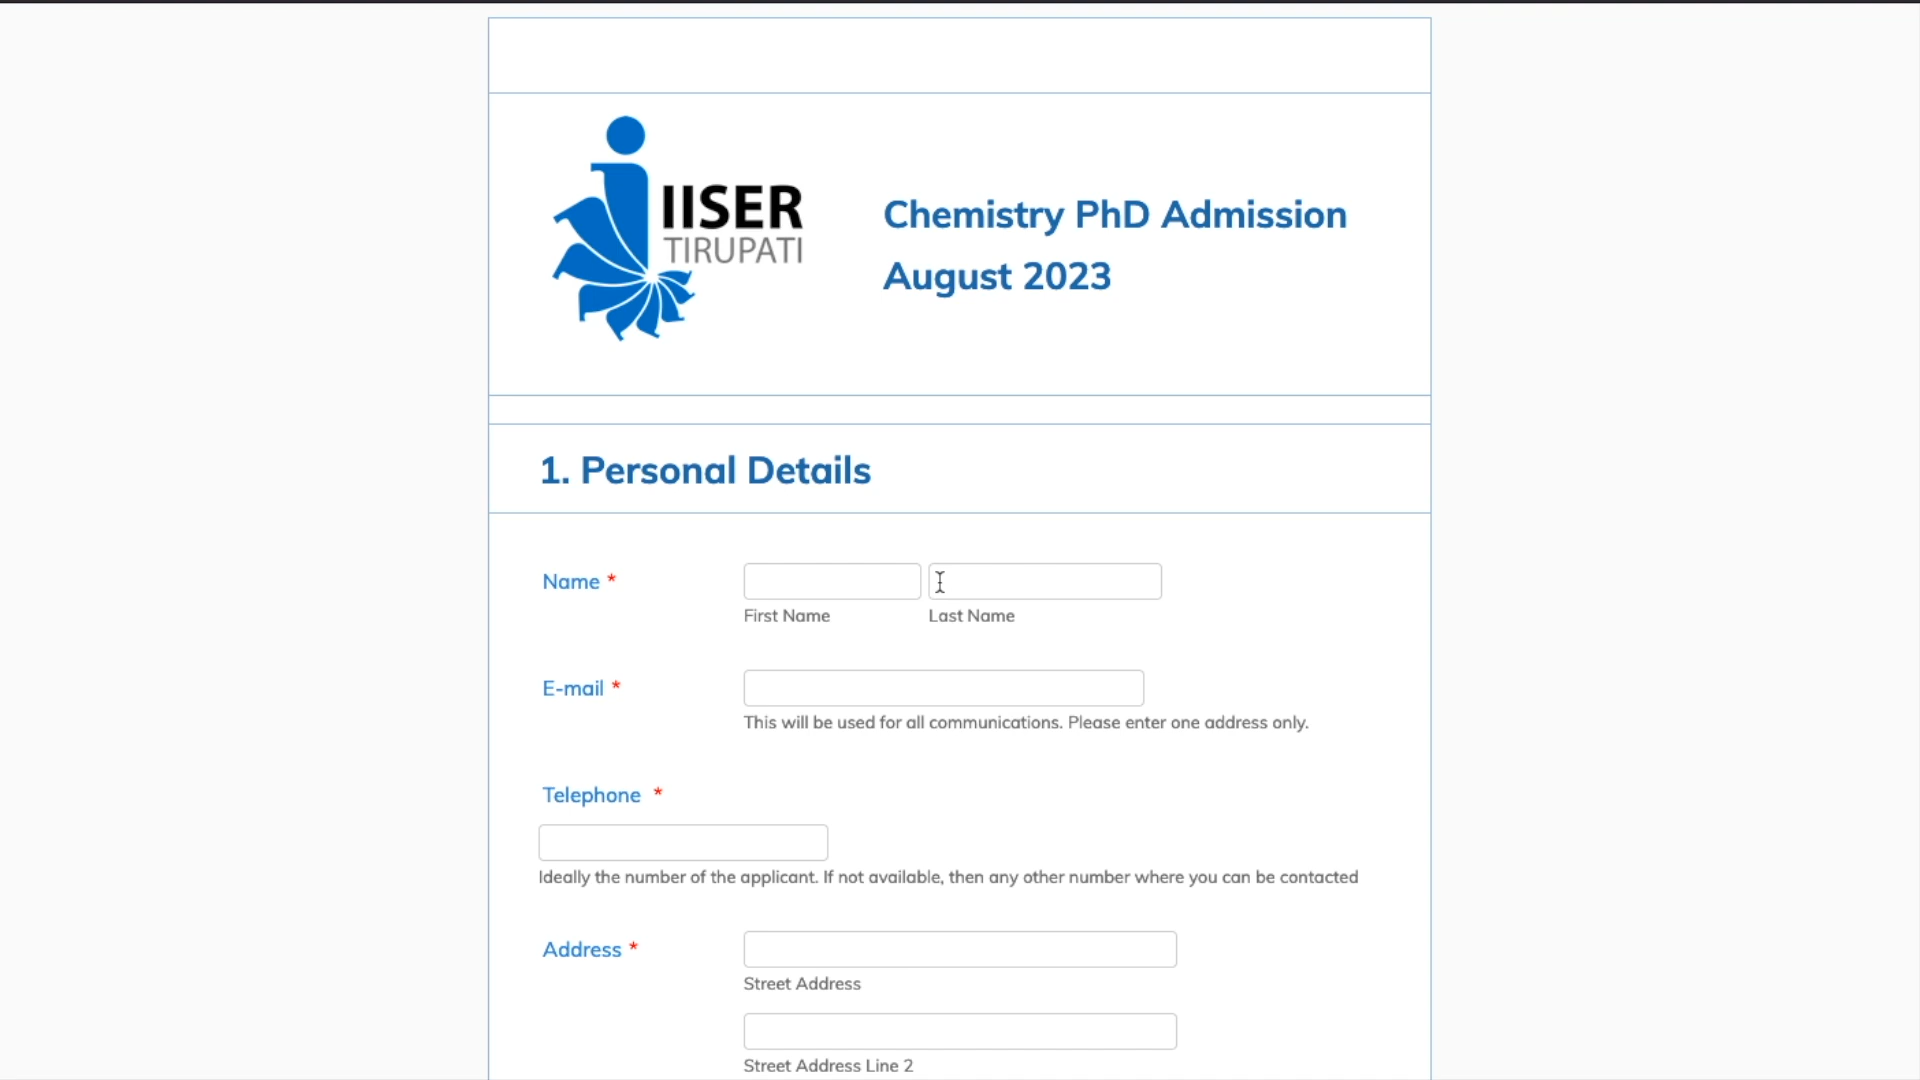 IISER
TIRUPATI
Chemistry PhD Admission
August 2023
1. Personal Details
Name *
First Name
Last Name
E-mail *
This will be used for all communications. Please enter one address only.
Telephone *
Ideally the number of the applicant. If not available, then any other number where you can be contacted
Address *
Street Address
Street Address Line 2